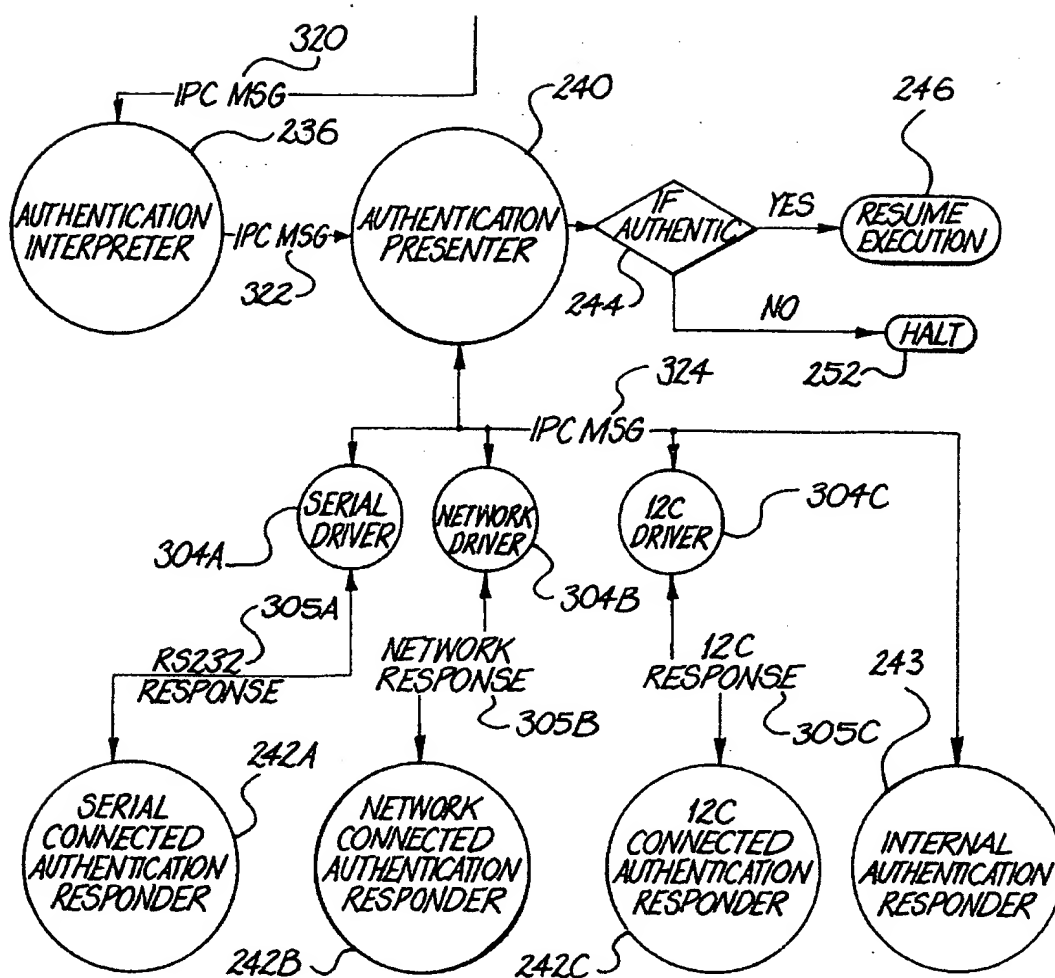 320
IPC MSG
236
240
246
AUTHENTICATION
INTERPRETER
IPC MSG
322
AUTHENTICATION
PRESENTER
IF
AUTHENTIC
244
YES
RESUME
EXECUTION
NO
HALT
252
324
IPC MSG
SERIAL
DRIVER
304A
NETWORK
DRIVER
304B
12C
DRIVER
304C
305A
RS232
RESPONSE
NETWORK
RESPONSE
305B
12C
RESPONSE
305C
243
242A
SERIAL
CONNECTED
AUTHENTICATION
RESPONDER
NETWORK
CONNECTED
AUTHENTICATION
RESPONDER
242B
12C
CONNECTED
AUTHENTICATION
RESPONDER
242C
INTERNAL
AUTHENTICATION
RESPONDER